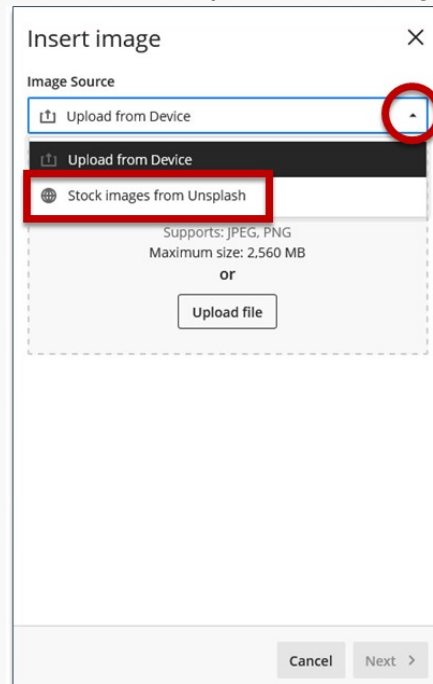 Insert image
Image Source
Upload from Device
Upload from Device
Stock images from Unsplash
Supports: JPEG, PNG
Maximum size: 2,560 MB
or
Upload file
Cancel
Next